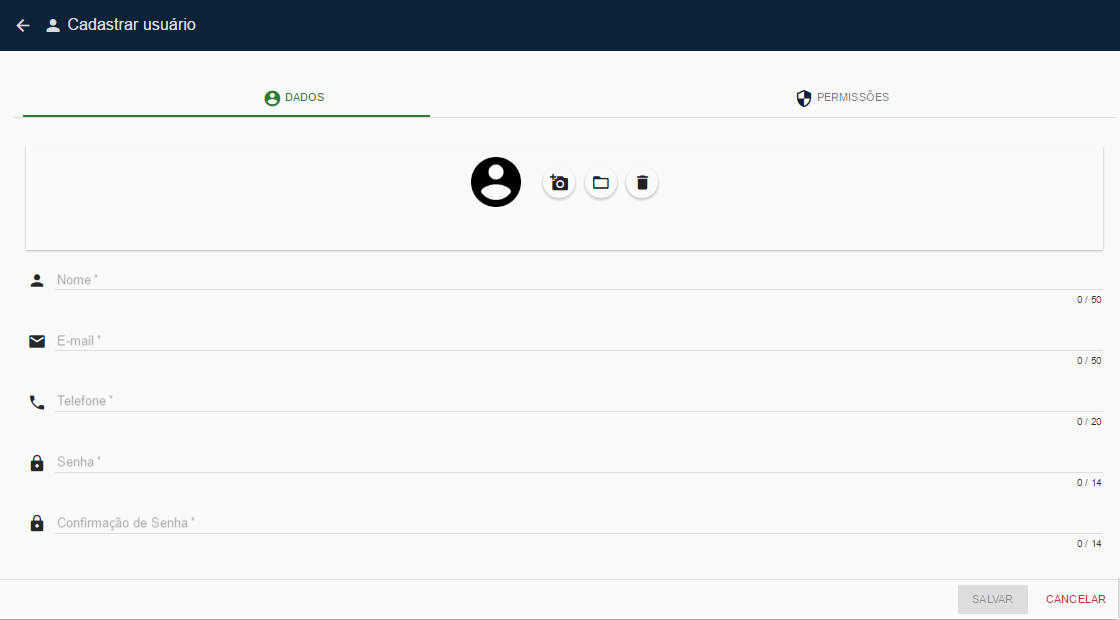 Cadastrar usuário
DADOS
PERMISSÕES
Nome *
0 / 50
E-mail *
0 / 50
Telefone *
0 / 20
Senha *
0 / 14
Confirmação de Senha *
0 / 14
SALVAR
CANCELAR